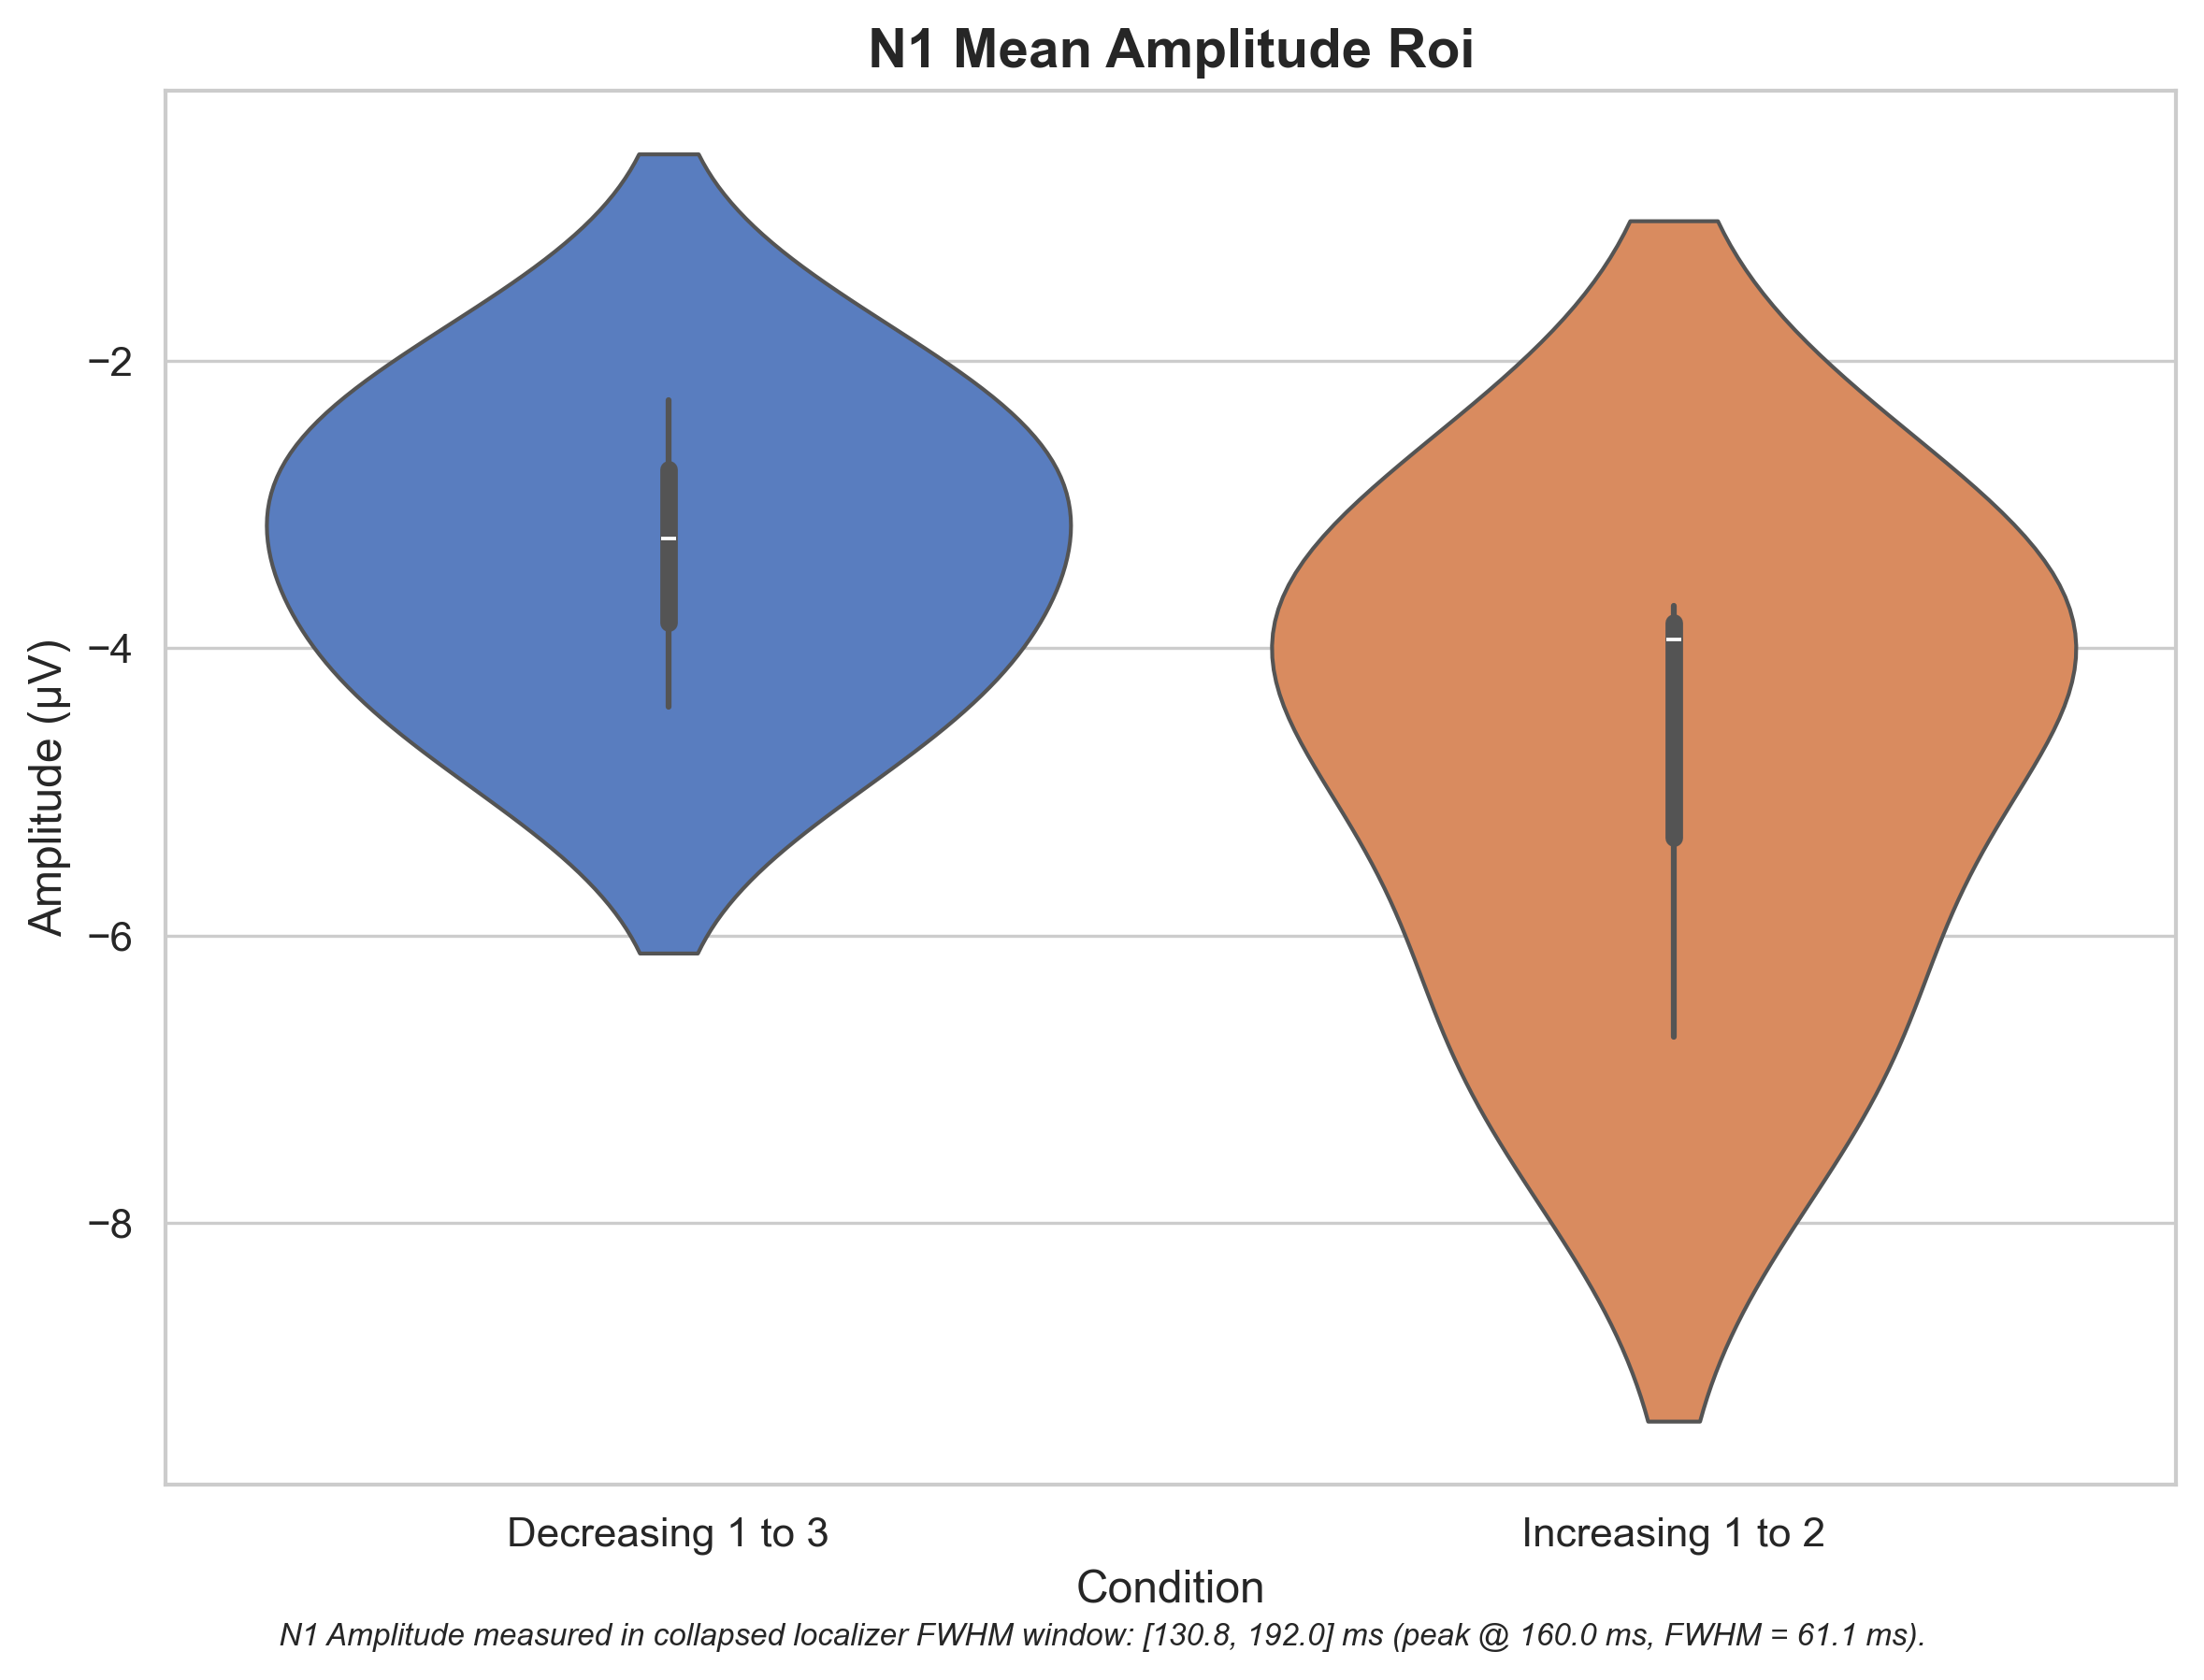 N1 Mean Amplitude Roi
Amplitude (µV)
−2
−4
−6
−8
Decreasing 1 to 3
Increasing 1 to 2
Condition
N1 Amplitude measured in collapsed localizer FWHM window: [130.8, 192.0] ms (peak @ 160.0 ms, FWHM = 61.1 ms).